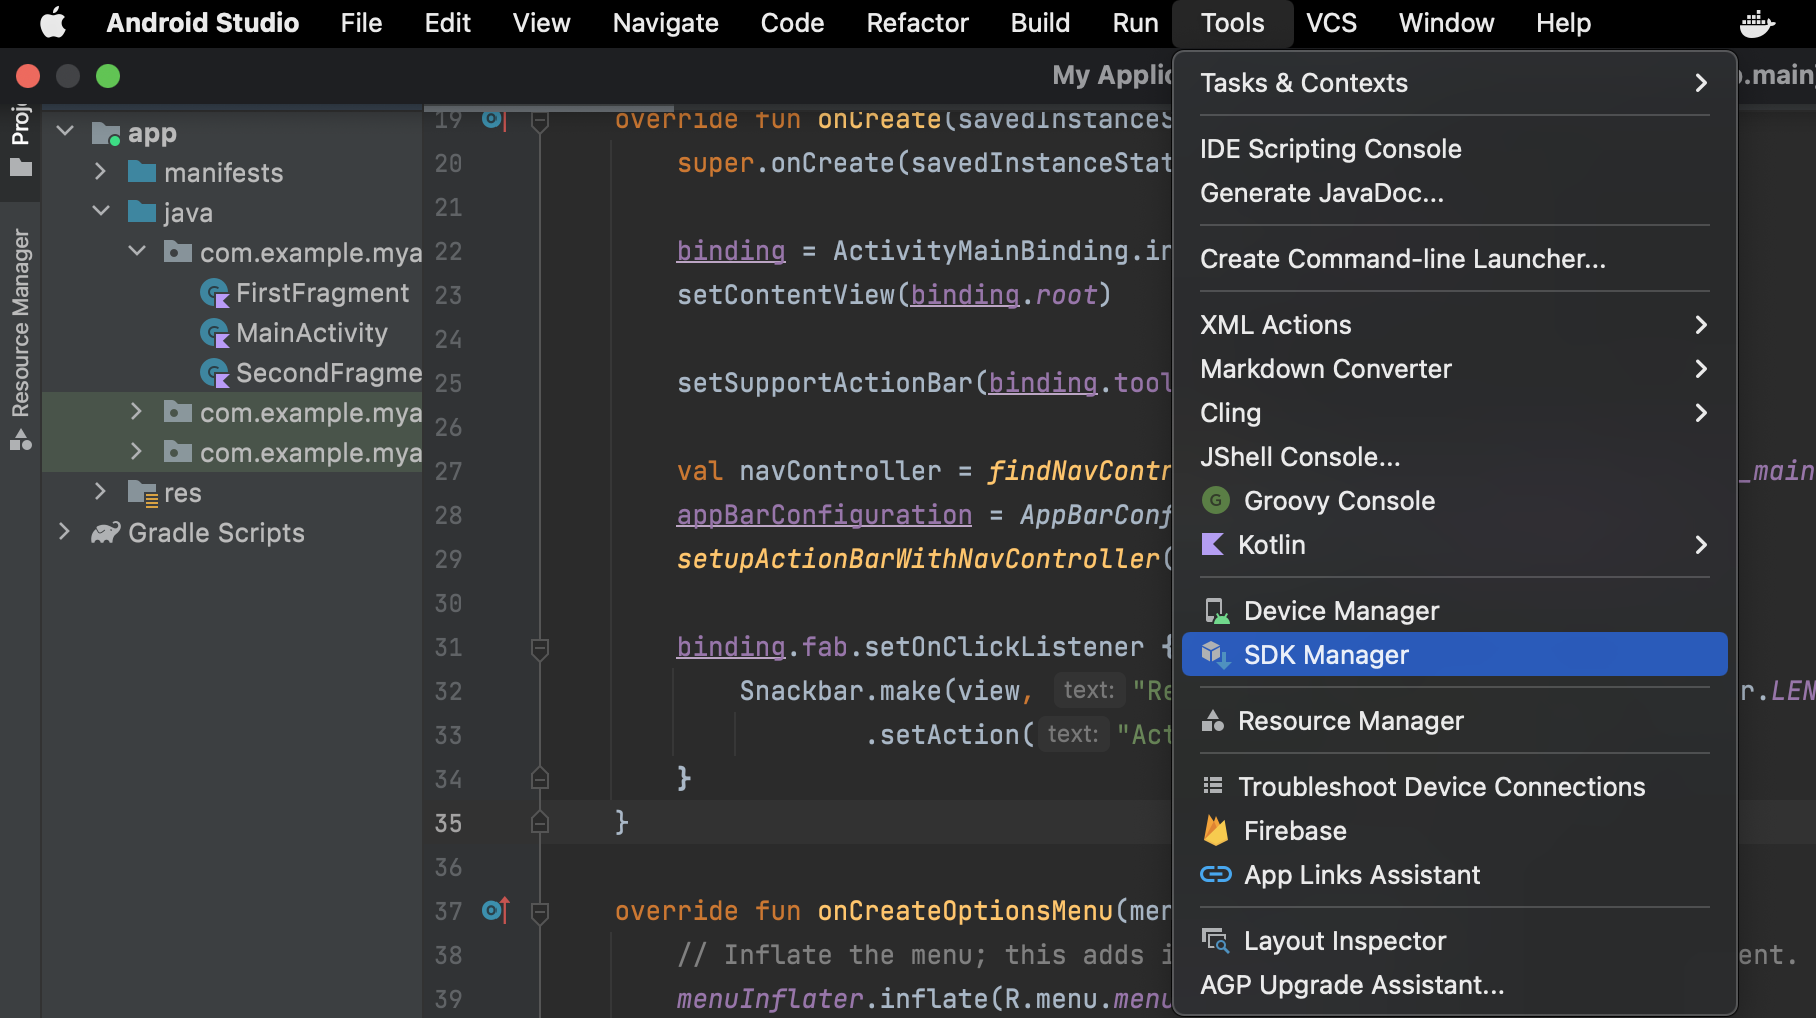 Android Studio File Edit View Navigate Code Refactor Build Run Tools VCS Window Help
My Applic
.main
Resource Manager
app
manifests
java
com.example.mya
FirstFragment
MainActivity
SecondFragme
com.example.mya
com.example.mya
res
Gradle Scripts
19 override fun onCreate(savedInstanceS
20 super.onCreate(savedInstanceStat
21
22 binding = ActivityMainBinding.in
23 setContentView(binding.root)
24
25 setSupportActionBar(binding.tool
26
27 val navController = findNavContr
_main
28 appBarConfiguration = AppBarConf
29 setupActionBarWithNavController(
30
31 binding.fab.setOnClickListener {
32 Snackbar.make(view, text: "Re
r.LEN
33 .setAction( text: "Act
34 }
35 }
36
37 override fun onCreateOptionsMenu(men
38 // Inflate the menu; this adds i
ent.
39 menuInflater.inflate(R.menu.menu
Tasks & Contexts
IDE Scripting Console
Generate JavaDoc...
Create Command-line Launcher...
XML Actions
Markdown Converter
Cling
JShell Console...
G Groovy Console
Kotlin
Device Manager
SDK Manager
Resource Manager
Troubleshoot Device Connections
Firebase
App Links Assistant
Layout Inspector
AGP Upgrade Assistant...